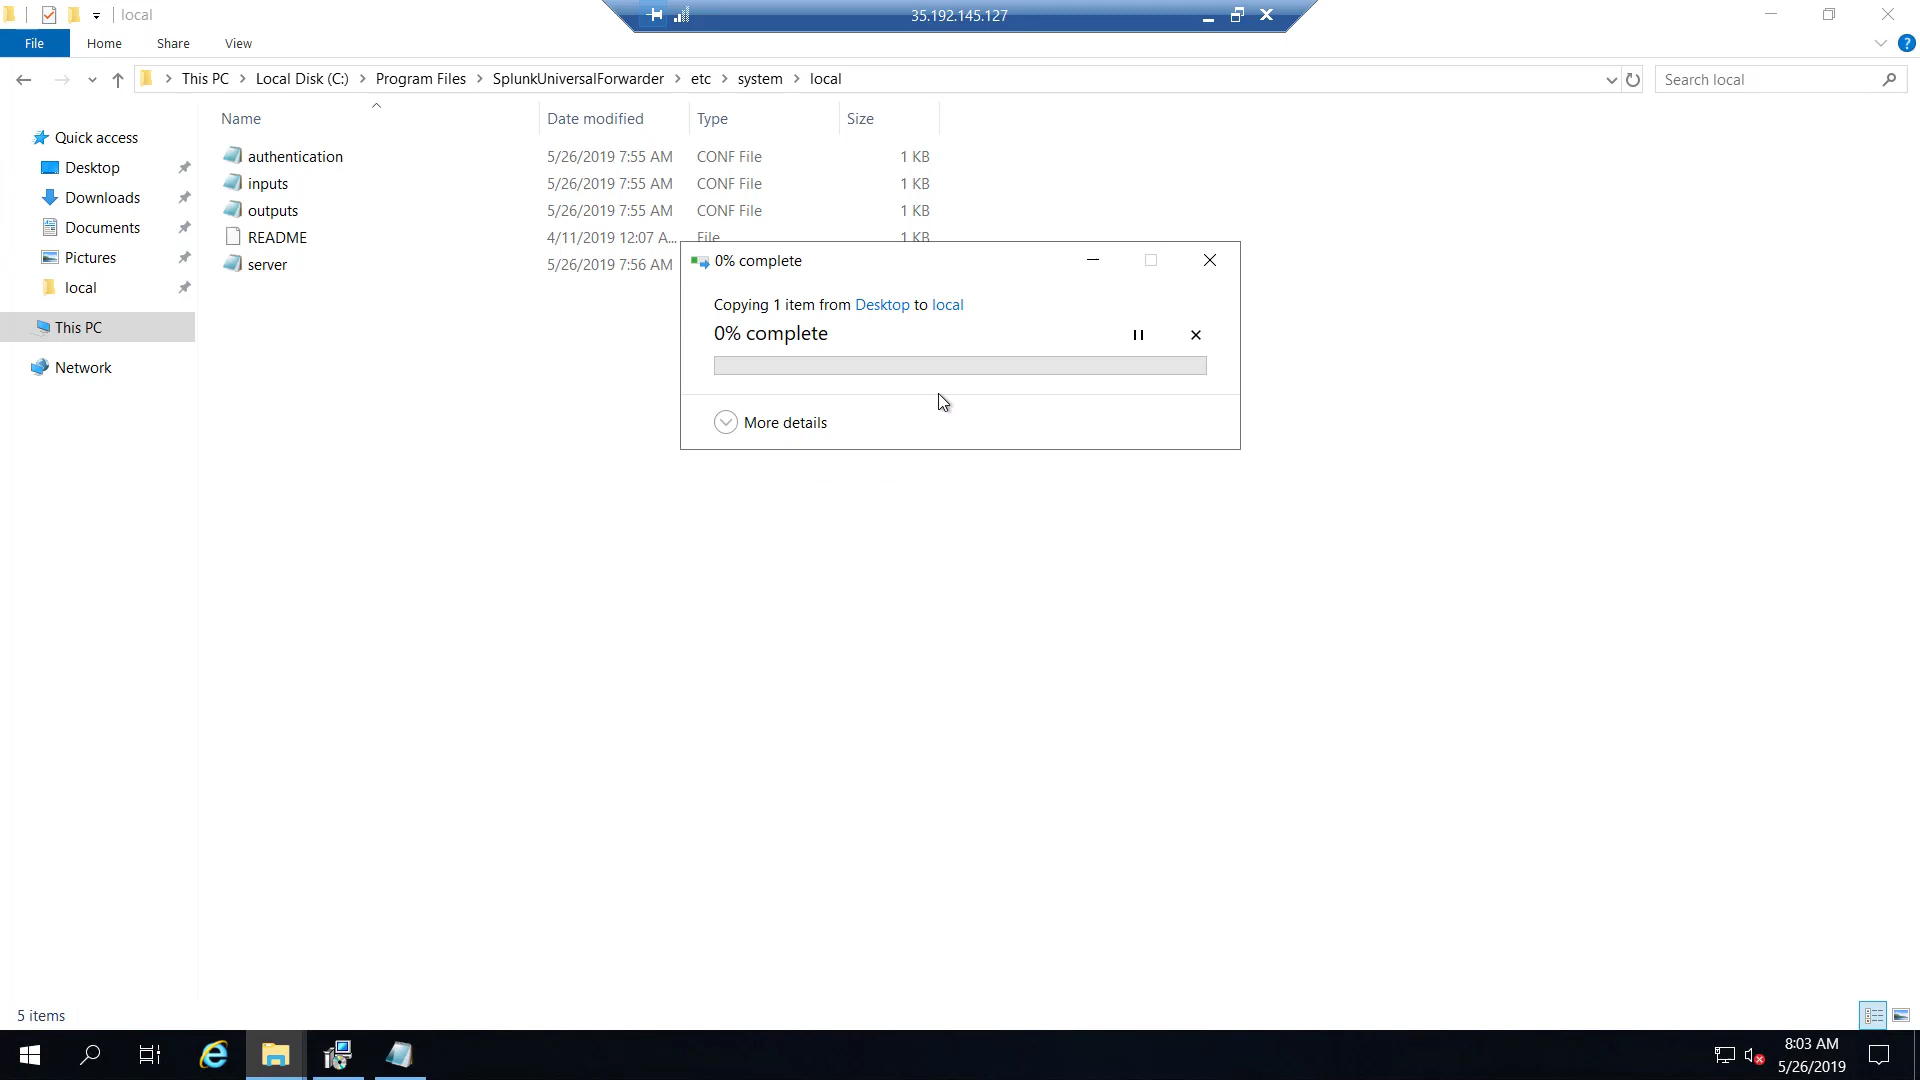 local
35.192.145.127
File Home Share View
This PC Local Disk (C:) Program Files SplunkUniversalForwarder etc system local
Search local
Name Date modified Type Size
Quick access
Desktop
Downloads
Documents
Pictures
local
This PC
Network
authentication 5/26/2019 7:55 AM CONF File 1 KB
inputs 5/26/2019 7:55 AM CONF File 1 KB
outputs 5/26/2019 7:55 AM CONF File 1 KB
README 4/11/2019 12:07 A... File 1 KB
server 5/26/2019 7:56 AM
0% complete
Copying 1 item from Desktop to local
0% complete
More details
5 items
8:03 AM
5/26/2019